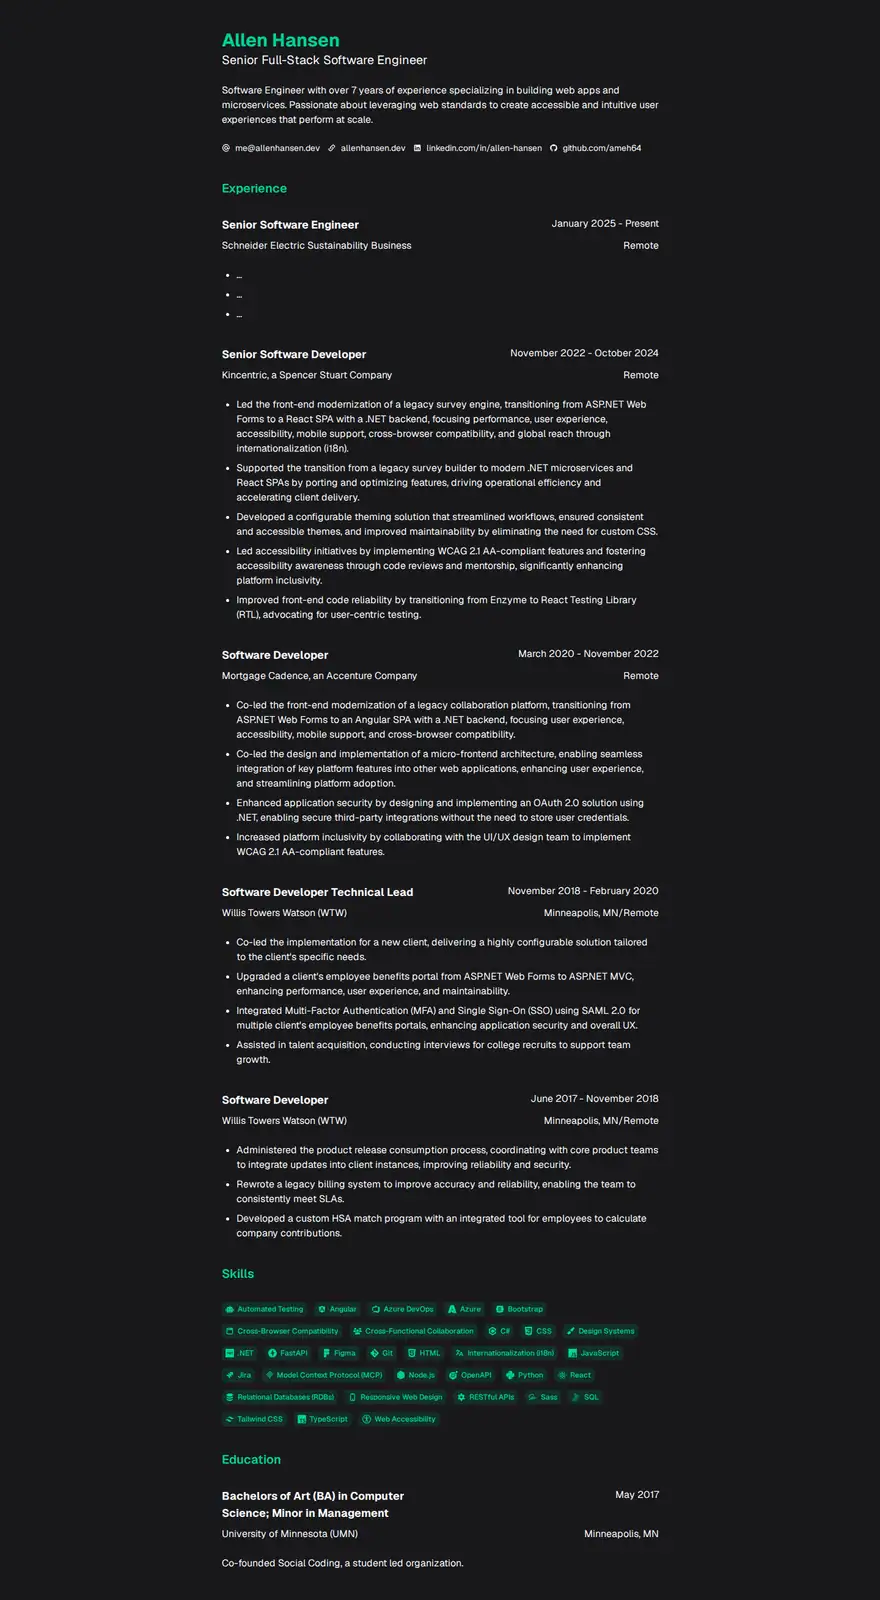 Allen Hansen
Senior Full-Stack Software Engineer
Software Engineer with over 7 years of experience specializing in building web apps and
microservices. Passionate about leveraging web standards to create accessible and intuitive user
experiences that perform at scale.
me@allenhansen.dev allenhansen.dev linkedin.com/in/allen-hansen github.com/ameh64
Experience
Senior Software Engineer January 2025 - Present
Schneider Electric Sustainability Business Remote
• ...
• ...
• ...
Senior Software Developer November 2022 - October 2024
Kincentric, a Spencer Stuart Company Remote
• Led the front-end modernization of a legacy survey engine, transitioning from ASP.NET Web
Forms to a React SPA with a .NET backend, focusing performance, user experience,
accessibility, mobile support, cross-browser compatibility, and global reach through
internationalization (i18n).
• Supported the transition from a legacy survey builder to modern .NET microservices and
React SPAs by porting and optimizing features, driving operational efficiency and
accelerating client delivery.
• Developed a configurable theming solution that streamlined workflows, ensured consistent
and accessible themes, and improved maintainability by eliminating the need for custom CSS.
• Led accessibility initiatives by implementing WCAG 2.1 AA-compliant features and fostering
accessibility awareness through code reviews and mentorship, significantly enhancing
platform inclusivity.
• Improved front-end code reliability by transitioning from Enzyme to React Testing Library
(RTL), advocating for user-centric testing.
Software Developer March 2020 - November 2022
Mortgage Cadence, an Accenture Company Remote
• Co-led the front-end modernization of a legacy collaboration platform, transitioning from
ASP.NET Web Forms to an Angular SPA with a .NET backend, focusing user experience,
accessibility, mobile support, and cross-browser compatibility.
• Co-led the design and implementation of a micro-frontend architecture, enabling seamless
integration of key platform features into other web applications, enhancing user experience,
and streamlining platform adoption.
• Enhanced application security by designing and implementing an OAuth 2.0 solution using
.NET, enabling secure third-party integrations without the need to store user credentials.
• Increased platform inclusivity by collaborating with the UI/UX design team to implement
WCAG 2.1 AA-compliant features.
Software Developer Technical Lead November 2018 - February 2020
Willis Towers Watson (WTW) Minneapolis, MN/Remote
• Co-led the implementation for a new client, delivering a highly configurable solution tailored
to the client's specific needs.
• Upgraded a client's employee benefits portal from ASP.NET Web Forms to ASP.NET MVC,
enhancing performance, user experience, and maintainability.
• Integrated Multi-Factor Authentication (MFA) and Single Sign-On (SSO) using SAML 2.0 for
multiple client's employee benefits portals, enhancing application security and overall UX.
• Assisted in talent acquisition, conducting interviews for college recruits to support team
growth.
Software Developer June 2017 - November 2018
Willis Towers Watson (WTW) Minneapolis, MN/Remote
• Administered the product release consumption process, coordinating with core product teams
to integrate updates into client instances, improving reliability and security.
• Rewrote a legacy billing system to improve accuracy and reliability, enabling the team to
consistently meet SLAs.
• Developed a custom HSA match program with an integrated tool for employees to calculate
company contributions.
Skills
Automated Testing Angular Azure DevOps Azure Bootstrap
Cross-Browser Compatibility Cross-Functional Collaboration C# CSS Design Systems
.NET FastAPI Figma Git HTML Internationalization (i18n) JavaScript
Jira Model Context Protocol (MCP) Node.js OpenAPI Python React
Relational Databases (RDBs) Responsive Web Design RESTful APIs Sass SQL
Tailwind CSS TypeScript Web Accessibility
Education
Bachelors of Art (BA) in Computer May 2017
Science; Minor in Management
University of Minnesota (UMN) Minneapolis, MN
Co-founded Social Coding, a student led organization.